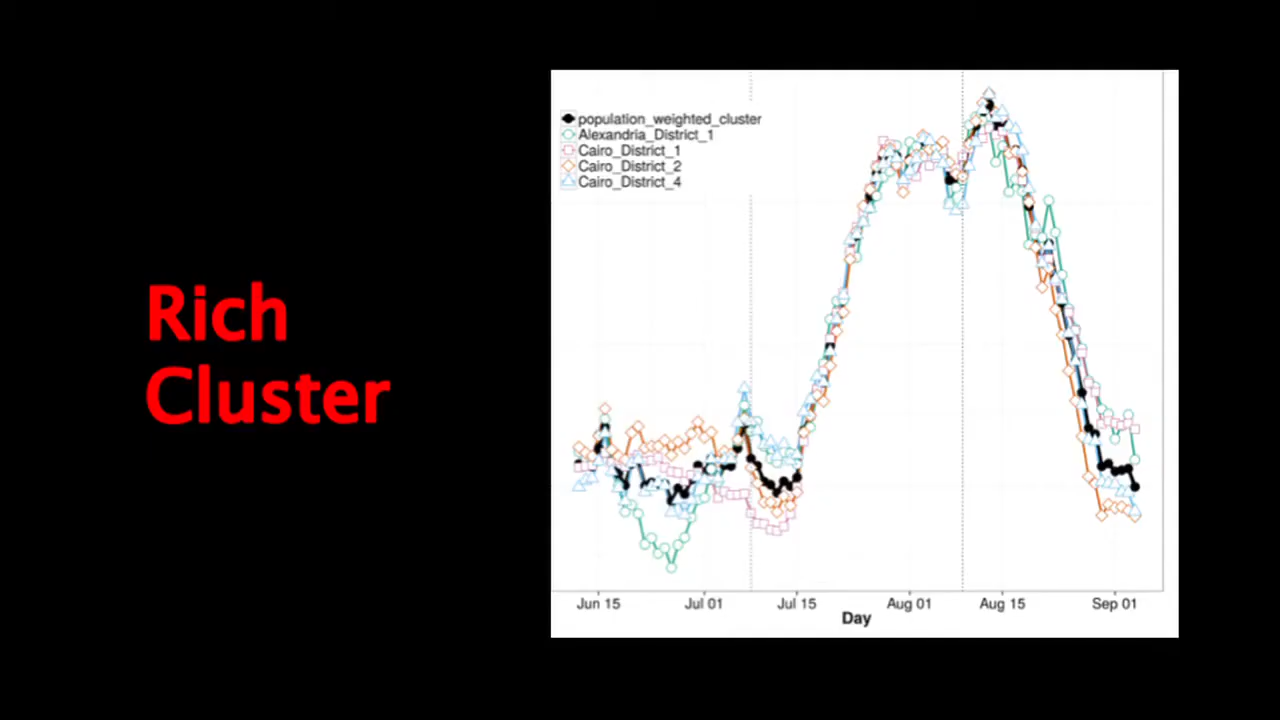 Rich
Cluster
population_weighted_cluster
Alexandria_District_1
Cairo_District_1
Cairo_District_2
Cairo_District_4
Jun 15 Jul 01 Jul 15 Aug 01 Aug 15 Sep 01
Day